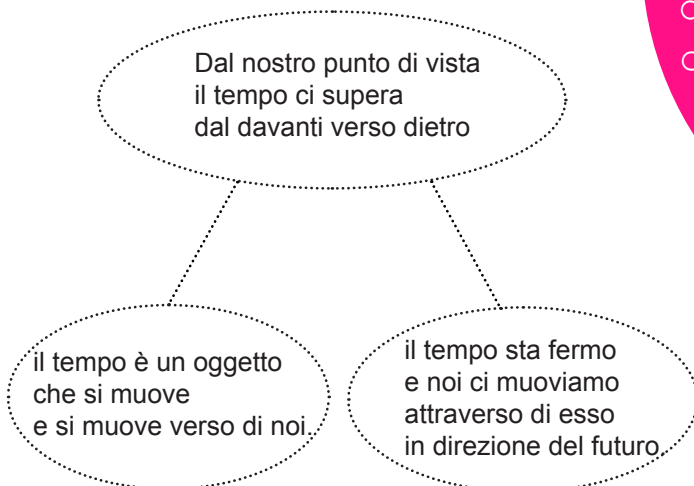 Dal nostro punto di vista
il tempo ci supera
dal davanti verso dietro
il tempo è un oggetto
che si muove
e si muove verso di noi.
il tempo sta fermo
e noi ci muoviamo
attraverso di esso
in direzione del futuro.